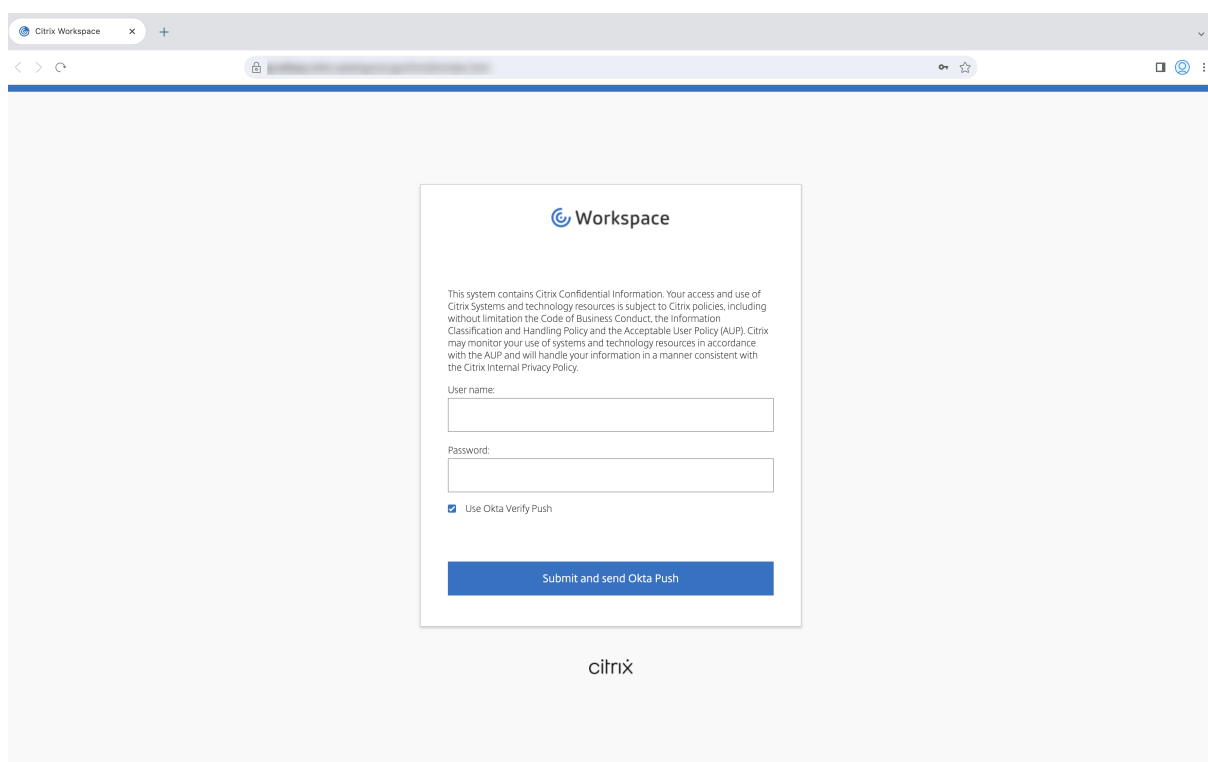 Citrix Workspace
Workspace
This system contains Citrix Confidential Information. Your access and use of
Citrix Systems and technology resources is subject to Citrix policies, including
without limitation the Code of Business Conduct, the Information
Classification and Handling Policy and the Acceptable User Policy (AUP). Citrix
may monitor your use of systems and technology resources in accordance
with the AUP and will handle your information in a manner consistent with
the Citrix Internal Privacy Policy.
User name:
Password:
Use Okta Verify Push
Submit and send Okta Push
citrix